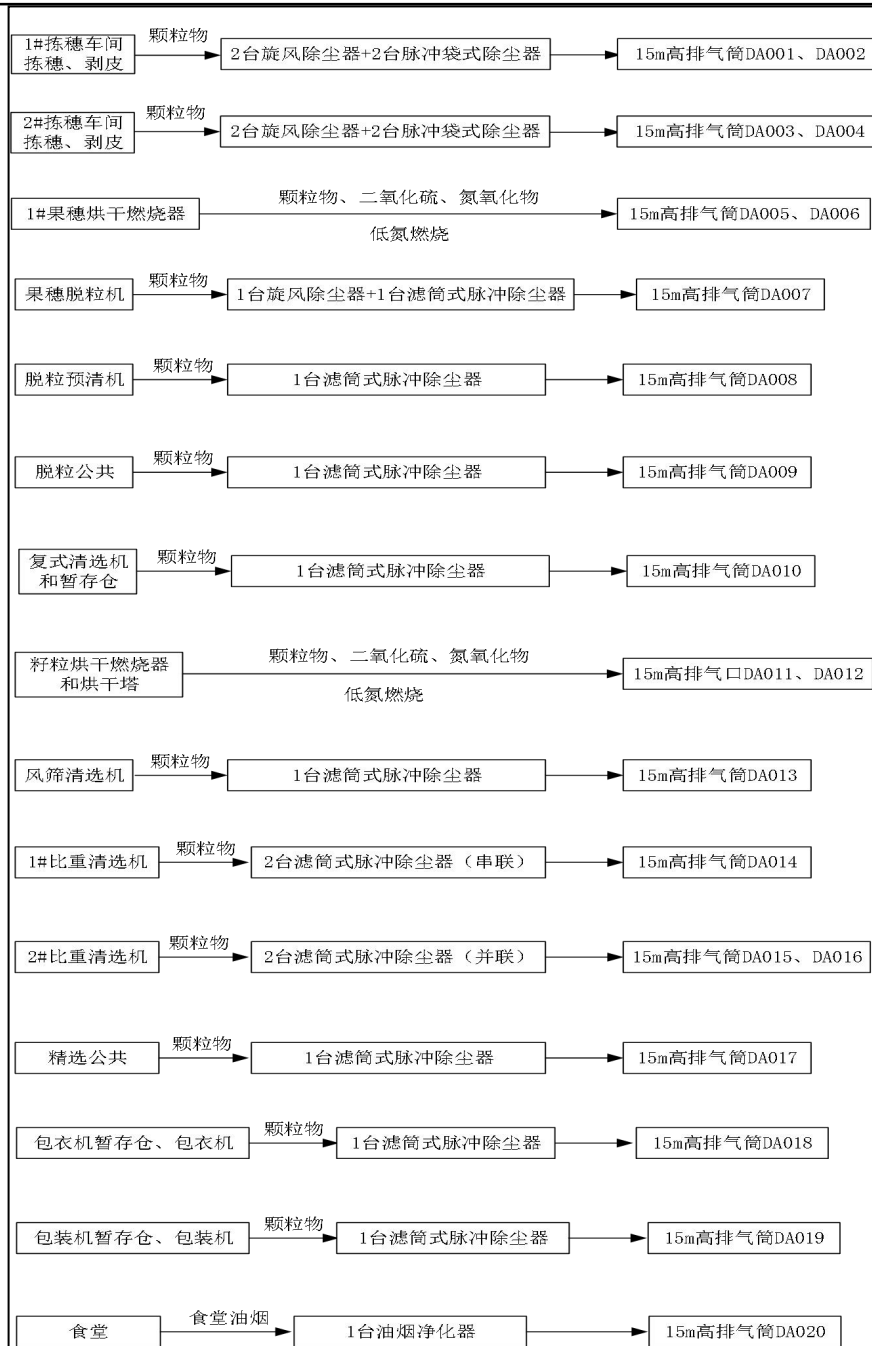 颗粒物
1#拣穗车间
拣穗、剥皮
2台旋风除尘器+2台脉冲袋式除尘器
15m高排气筒DA001、DA002
颗粒物
2#拣穗车间
拣穗、剥皮
2台旋风除尘器+2台脉冲袋式除尘器
15m高排气筒DA003、DA004
颗粒物、二氧化硫、氮氧化物
1#果穗烘干燃烧器
15m高排气筒DA005、DA006
低氮燃烧
颗粒物
果穗脱粒机
1台旋风除尘器+1台滤筒式脉冲除尘器
15m高排气筒DA007
颗粒物
脱粒预清机
1台滤筒式脉冲除尘器
15m高排气筒DA008
颗粒物
脱粒公共
1台滤筒式脉冲除尘器
15m高排气筒DA009
颗粒物
复式清选机
和暂存仓
1台滤筒式脉冲除尘器
15m高排气筒DA010
颗粒物、二氧化硫、氮氧化物
籽粒烘干燃烧器
和烘干塔
15m高排气口DA011、DA012
低氮燃烧
颗粒物
风筛清选机
1台滤筒式脉冲除尘器
15m高排气筒DA013
颗粒物
1#比重清选机
2台滤筒式脉冲除尘器（串联）
15m高排气筒DA014
颗粒物
2#比重清选机
2台滤筒式脉冲除尘器（并联）
15m高排气筒DA015、DA016
颗粒物
精选公共
1台滤筒式脉冲除尘器
15m高排气筒DA017
颗粒物
包衣机暂存仓、包衣机
1台滤筒式脉冲除尘器
15m高排气筒DA018
颗粒物
包装机暂存仓、包装机
1台滤筒式脉冲除尘器
15m高排气筒DA019
食堂油烟
食堂
1台油烟净化器
15m高排气筒DA020